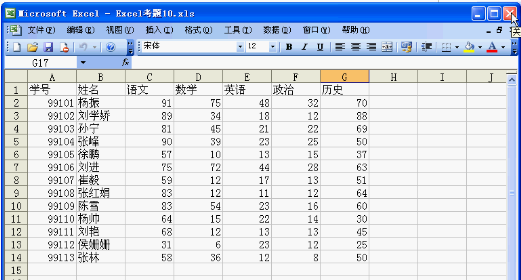 Microsoft Excel - Excel考题10.xls
文件(F) 编辑(E) 视图(V) 插入(I) 格式(O) 工具(T) 数据(D) 窗口(W) 帮助(H)
宋体 12 B I U
G17 fx
A B C D E F G H I J
1 学号 姓名 语文 数学 英语 政治 历史
2 99101 杨振 91 75 48 32 70
3 99102 刘学娇 89 34 18 12 88
4 99103 孙宁 81 45 21 22 69
5 99104 张峰 90 39 23 25 50
6 99105 徐鹏 57 10 13 15 37
7 99106 刘进 75 72 44 28 63
8 99107 崔毅 59 12 17 13 51
9 99108 张红娟 83 12 11 12 64
10 99109 陈雪 83 54 23 16 60
11 99110 杨帅 64 15 22 14 30
12 99111 刘艳 68 12 13 13 45
13 99112 侯姗姗 31 6 23 12 25
14 99113 张林 58 36 12 8 50
15